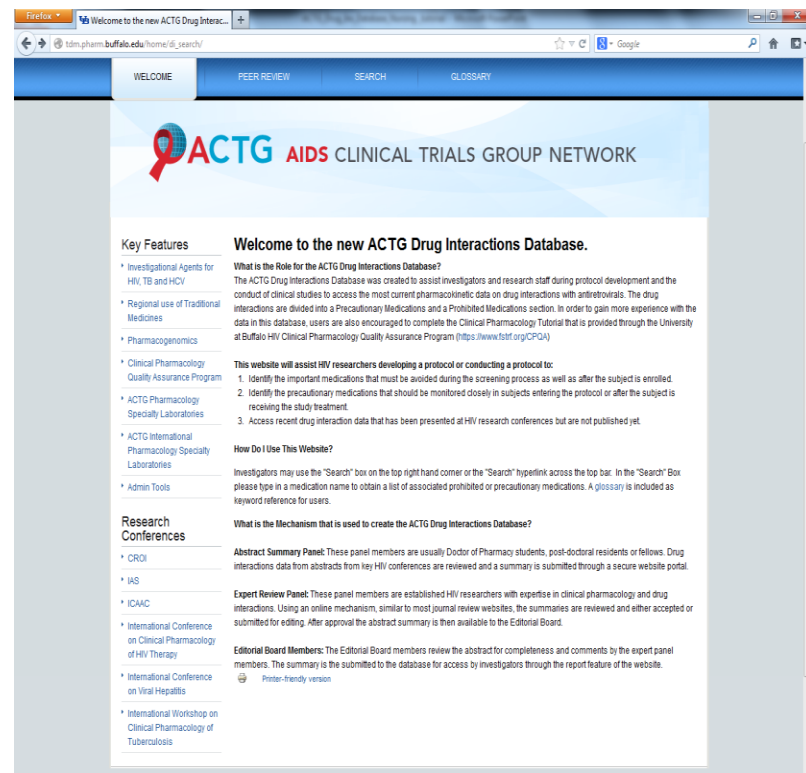 Firefox
Welcome to the new ACTG Drug Interac...
tdm.pharm.buffalo.edu/home/di_search/
Google
WELCOME
PEER REVIEW
SEARCH
GLOSSARY
ACTG AIDS CLINICAL TRIALS GROUP NETWORK
Key Features
Investigational Agents for
HIV, TB and HCV
Regional use of Traditional
Medicines
Pharmacogenomics
Clinical Pharmacology
Quality Assurance Program
ACTG Pharmacology
Specialty Laboratories
ACTG International
Pharmacology Specialty
Laboratories
Admin Tools
Research
Conferences
CROI
IAS
ICAAC
International Conference
on Clinical Pharmacology
of HIV Therapy
International Conference
on Viral Hepatitis
International Workshop on
Clinical Pharmacology of
Tuberculosis
Welcome to the new ACTG Drug Interactions Database.
What is the Role for the ACTG Drug Interactions Database?
The ACTG Drug Interactions Database was created to assist investigators and research staff during protocol development and the
conduct of clinical studies to access the most current pharmacokinetic data on drug interactions with antiretrovirals. The drug
interactions are divided into a Precautionary Medications and a Prohibited Medications section. In order to gain more experience with the
data in this database, users are also encouraged to complete the Clinical Pharmacology Tutorial that is provided through the University
at Buffalo HIV Clinical Pharmacology Quality Assurance Program (https://www.fstrf.org/CPQA)
This website will assist HIV researchers developing a protocol or conducting a protocol to:
1. Identify the important medications that must be avoided during the screening process as well as after the subject is enrolled.
2. Identify the precautionary medications that should be monitored closely in subjects entering the protocol or after the subject is
receiving the study treatment.
3. Access recent drug interaction data that has been presented at HIV research conferences but are not published yet.
How Do I Use This Website?
Investigators may use the "Search" box on the top right hand corner or the "Search" hyperlink across the top bar. In the "Search" Box
please type in a medication name to obtain a list of associated prohibited or precautionary medications. A glossary is included as
keyword reference for users.
What is the Mechanism that is used to create the ACTG Drug Interactions Database?
Abstract Summary Panel: These panel members are usually Doctor of Pharmacy students, post-doctoral residents or fellows. Drug
interactions data from abstracts from key HIV conferences are reviewed and a summary is submitted through a secure website portal.
Expert Review Panel: These panel members are established HIV researchers with expertise in clinical pharmacology and drug
interactions. Using an online mechanism, similar to most journal review websites, the summaries are reviewed and either accepted or
submitted for editing. After approval the abstract summary is then available to the Editorial Board.
Editorial Board Members: The Editorial Board members review the abstract for completeness and comments by the expert panel
members. The summary is the submitted to the database for access by investigators through the report feature of the website.
Printer-friendly version